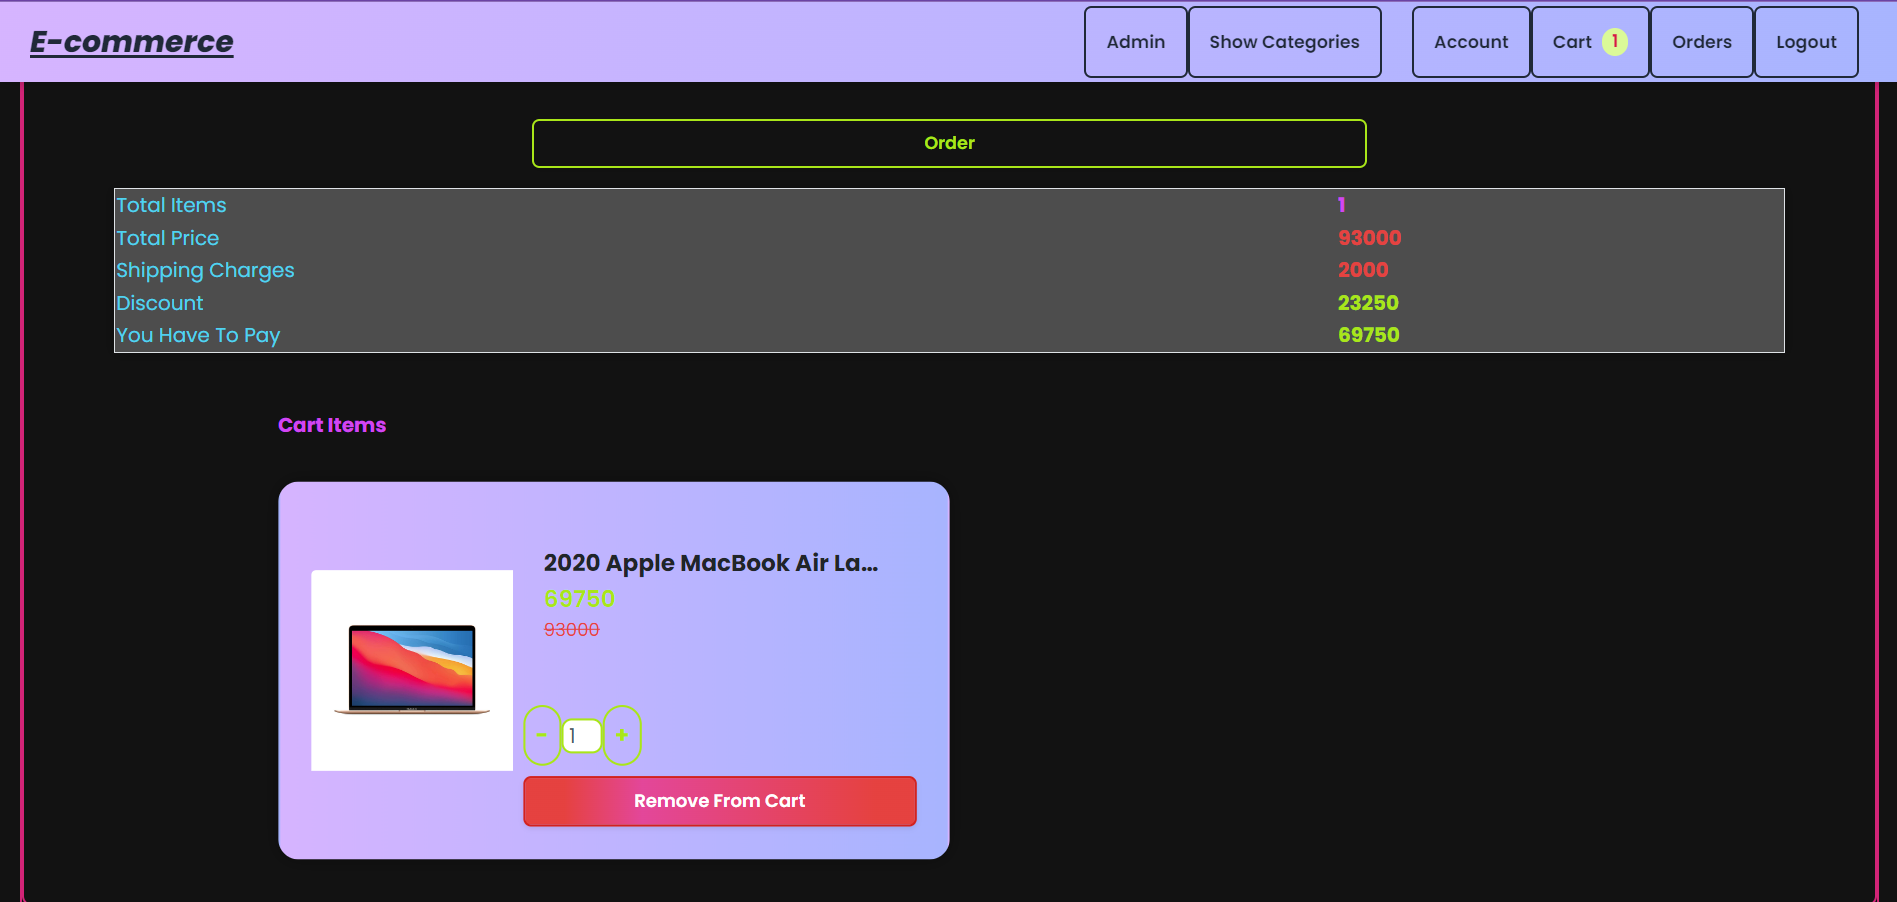 E-commerce
Admin
Show Categories
Account
Cart 1
Orders
Logout
Order
Total Items 1
Total Price 93000
Shipping Charges 2000
Discount 23250
You Have To Pay 69750
Cart Items
2020 Apple MacBook Air La...
69750
93000
- 1 +
Remove From Cart